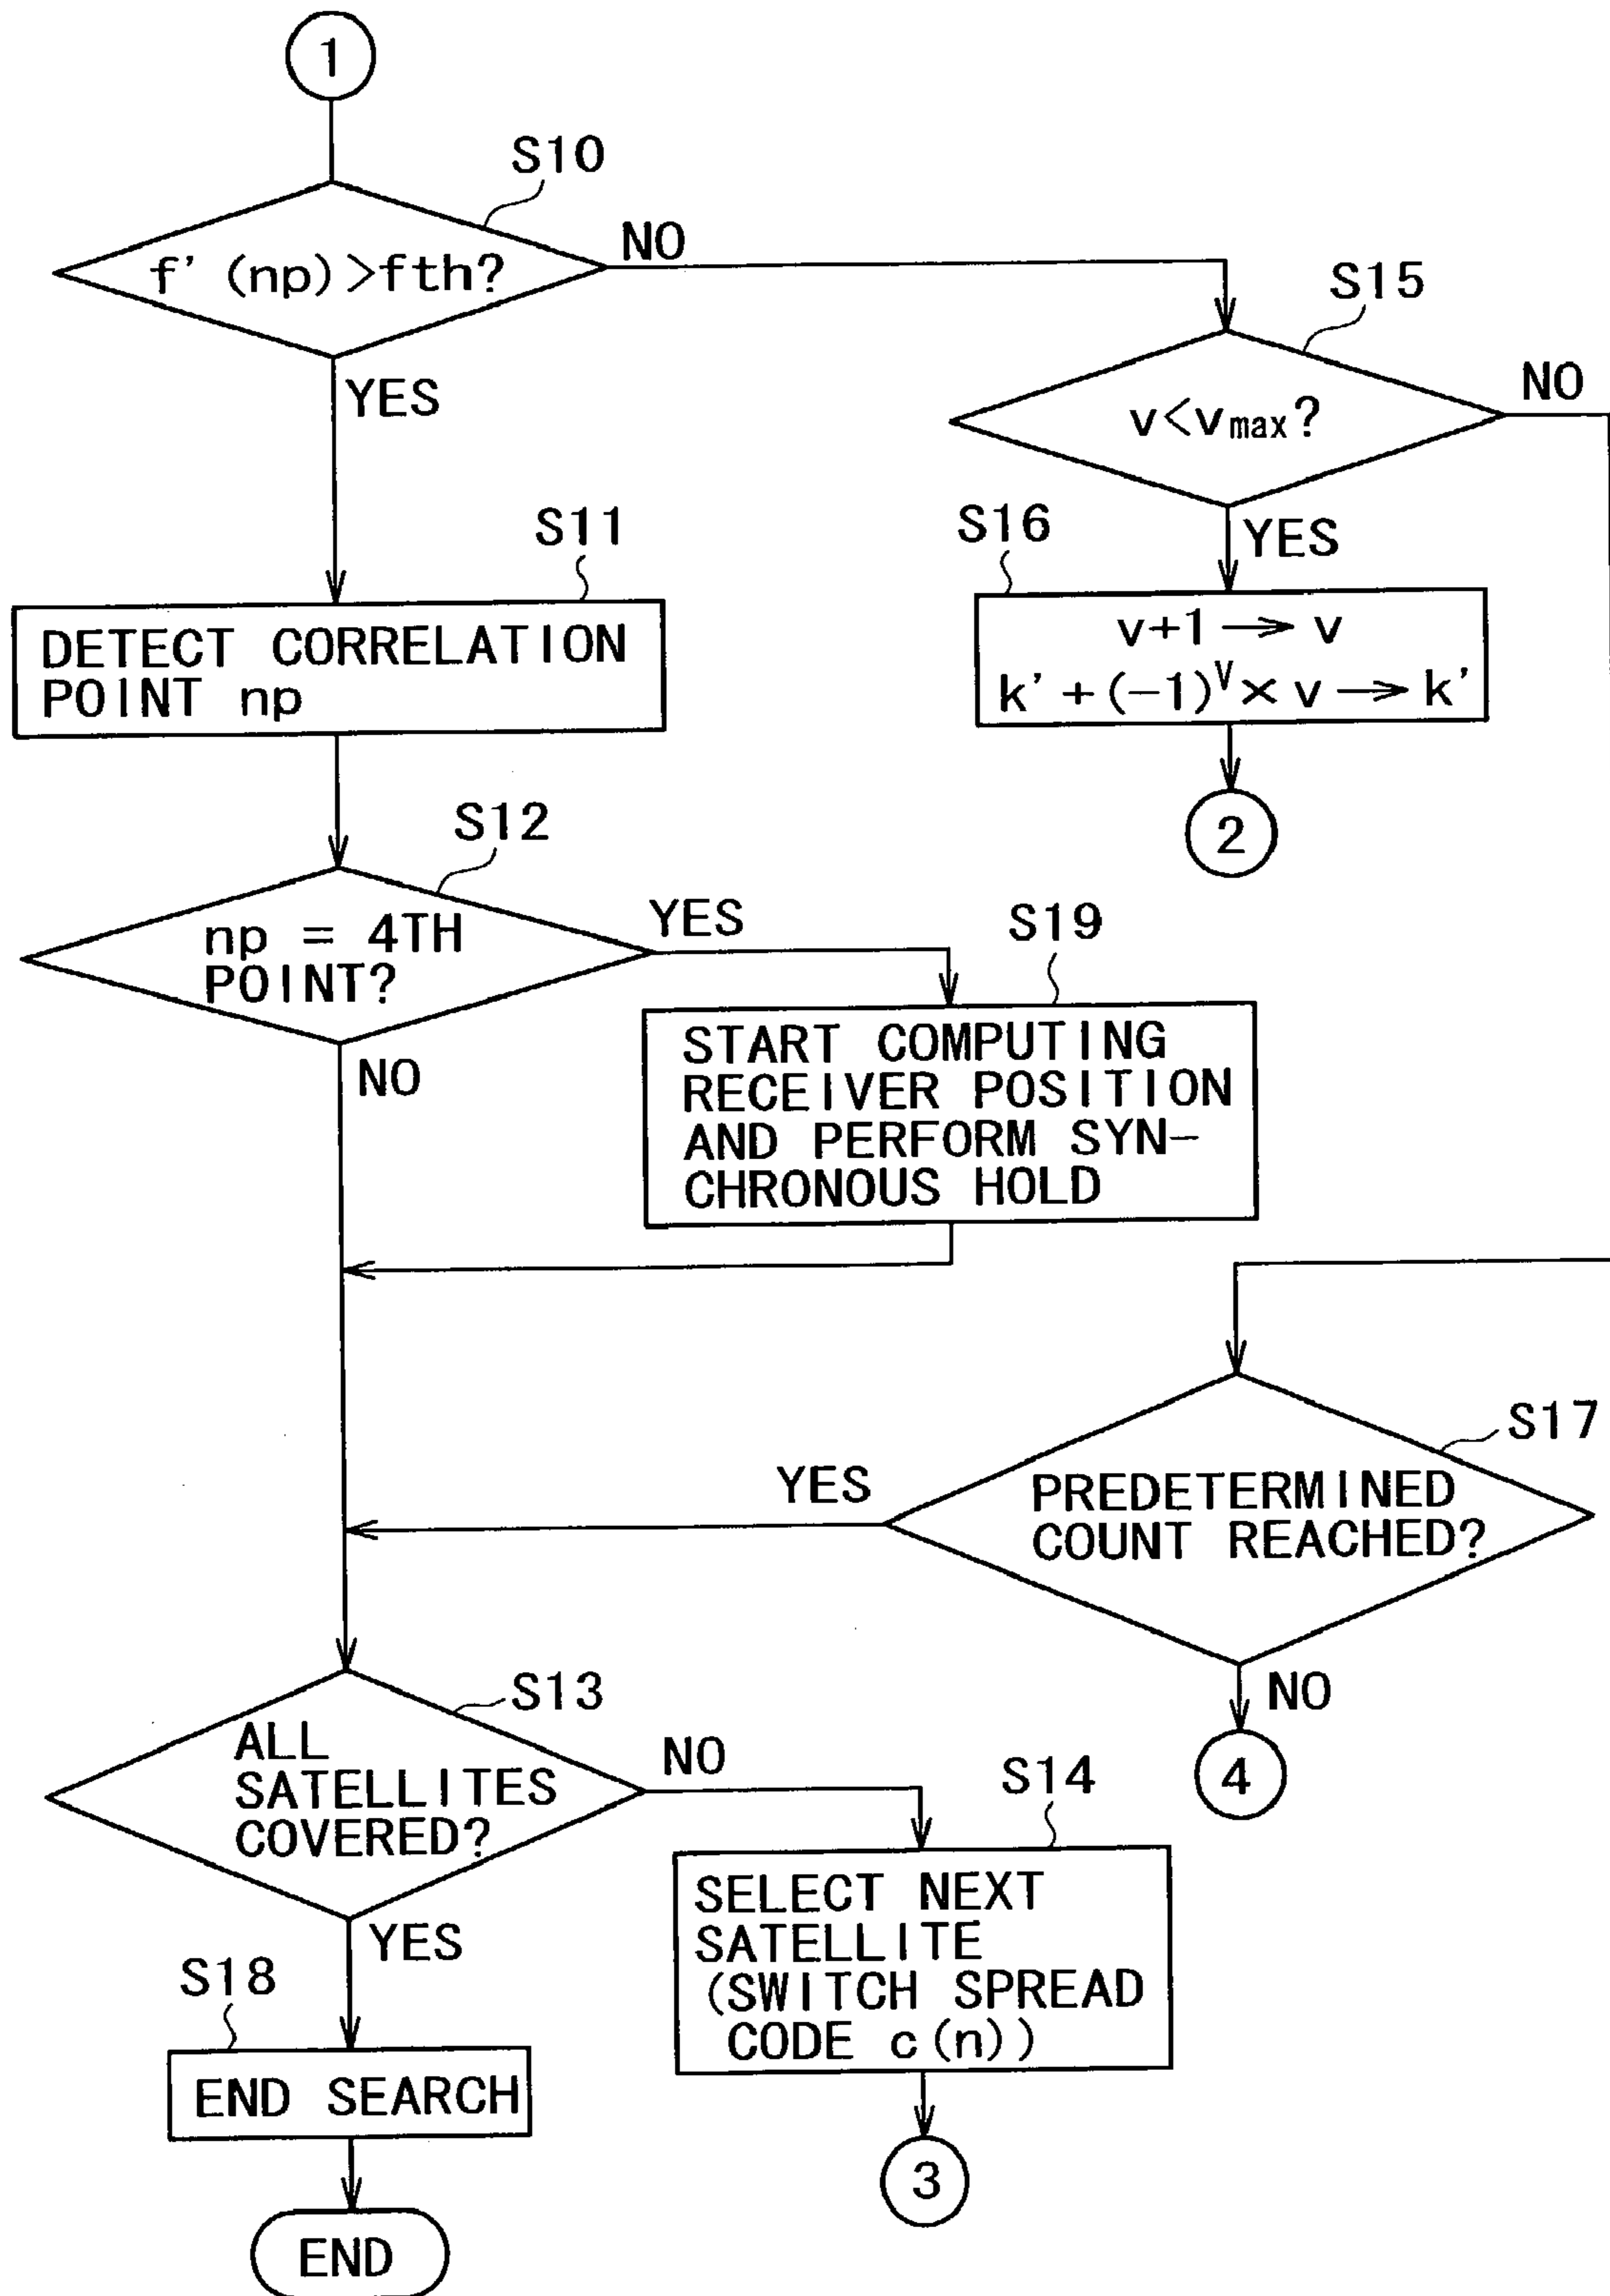 1
S10
f' (np)>fth?
NO
S15
YES
v<vmax?
NO
S11
S16
YES
DETECT CORRELATION
POINT np
v+1 → v
k' + (-1)^V × v → k'
2
S12
np = 4TH
POINT?
YES
S19
NO
START COMPUTING
RECEIVER POSITION
AND PERFORM SYN-
CHRONOUS HOLD
S17
YES
PREDETERMINED
COUNT REACHED?
NO
4
S13
ALL
SATELLITES
COVERED?
NO
S14
YES
SELECT NEXT
SATELLITE
(SWITCH SPREAD
CODE c(n))
S18
END SEARCH
3
END